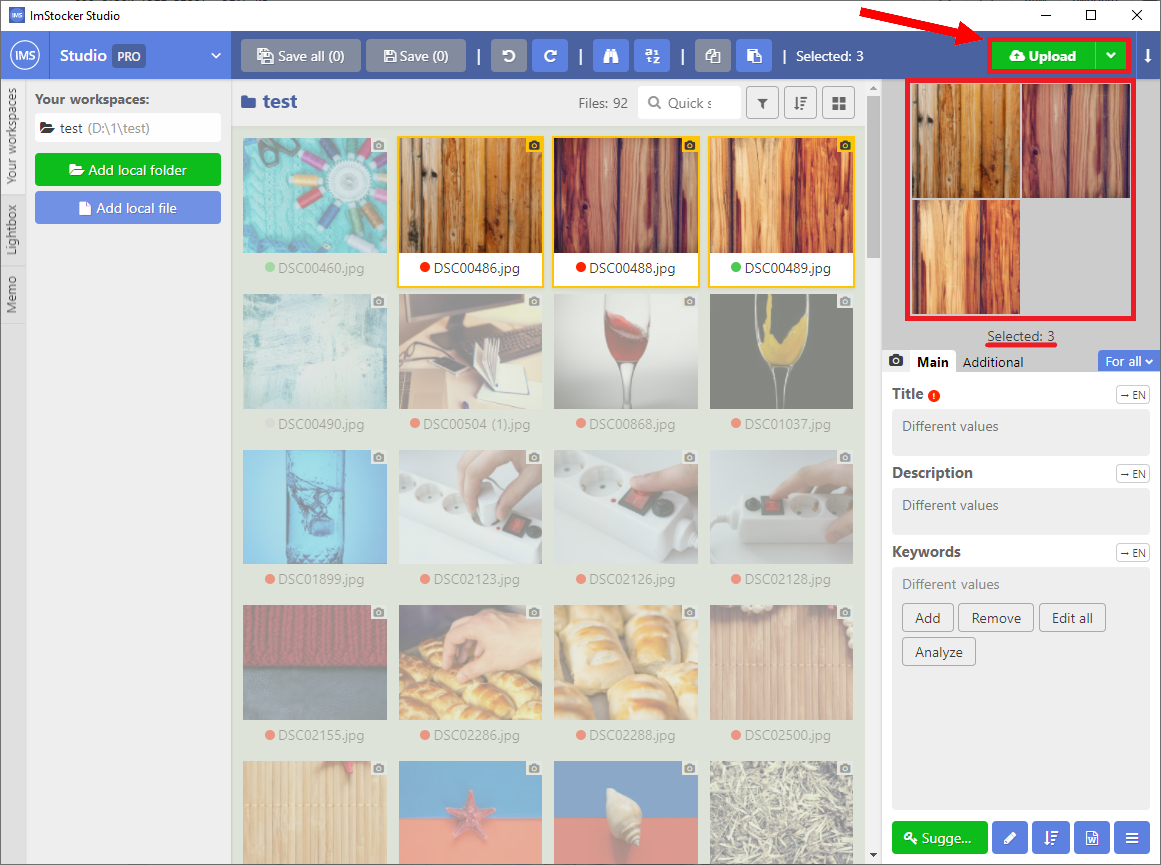 ImStocker Studio
IMS
Studio PRO
Save all (0)
Save (0)
Selected: 3
Upload
Your workspaces
Lightbox
Memo
Your workspaces:
test (D:\1\test)
Add local folder
Add local file
test
Files: 92
Quick s
DSC00460.jpg
DSC00486.jpg
DSC00488.jpg
DSC00489.jpg
DSC00490.jpg
DSC00504 (1).jpg
DSC00868.jpg
DSC01037.jpg
DSC01899.jpg
DSC02123.jpg
DSC02126.jpg
DSC02128.jpg
DSC02155.jpg
DSC02286.jpg
DSC02288.jpg
DSC02500.jpg
Selected: 3
Main
Additional
For all
Title
→ EN
Different values
Description
→ EN
Different values
Keywords
→ EN
Different values
Add
Remove
Edit all
Analyze
Sugge...